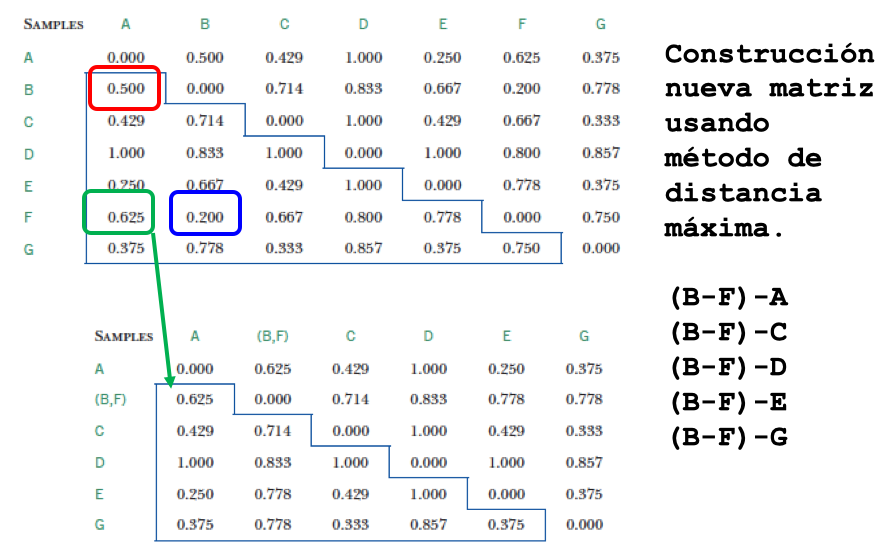 SAMPLES A B C D E F G
A 0.000 0.500 0.429 1.000 0.250 0.625 0.375
B 0.500 0.000 0.714 0.833 0.667 0.200 0.778
C 0.429 0.714 0.000 1.000 0.429 0.667 0.333
D 1.000 0.833 1.000 0.000 1.000 0.800 0.857
E 0.250 0.667 0.429 1.000 0.000 0.778 0.375
F 0.625 0.200 0.667 0.800 0.778 0.000 0.750
G 0.375 0.778 0.333 0.857 0.375 0.750 0.000
SAMPLES A (B,F) C D E G
A 0.000 0.625 0.429 1.000 0.250 0.375
(B,F) 0.625 0.000 0.714 0.833 0.778 0.778
C 0.429 0.714 0.000 1.000 0.429 0.333
D 1.000 0.833 1.000 0.000 1.000 0.857
E 0.250 0.778 0.429 1.000 0.000 0.375
G 0.375 0.778 0.333 0.857 0.375 0.000
Construcción
nueva matriz
usando
método de
distancia
máxima.
(B-F)-A
(B-F)-C
(B-F)-D
(B-F)-E
(B-F)-G